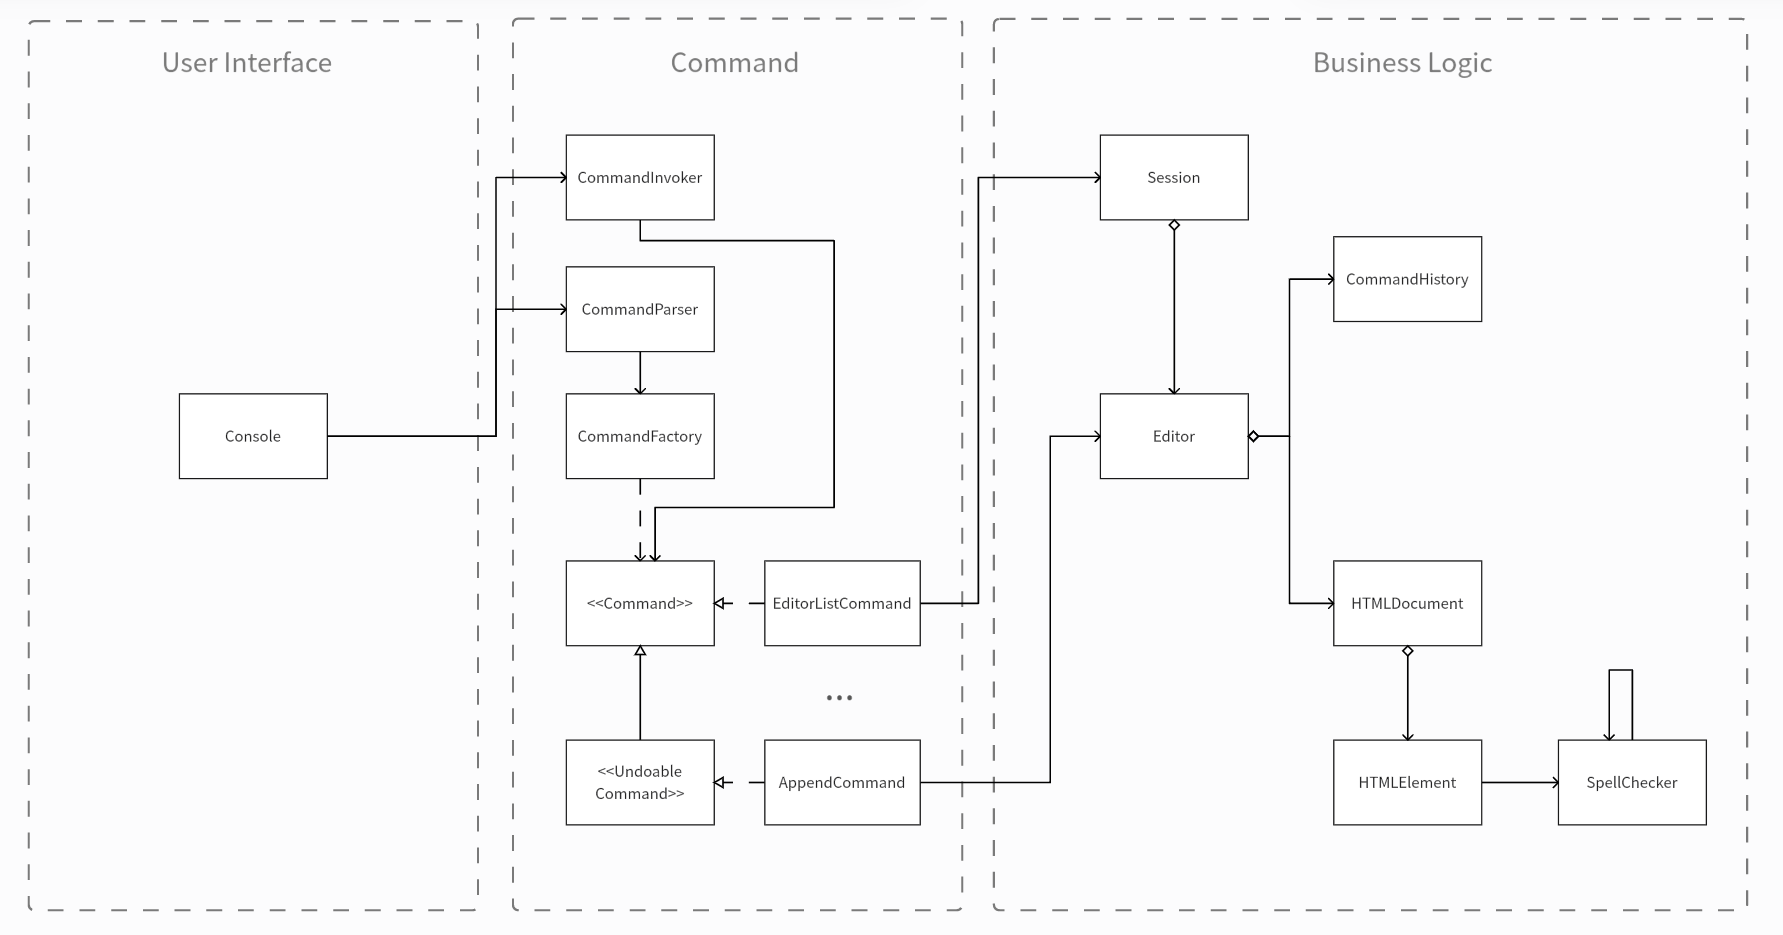 User Interface
Command
Business Logic
CommandInvoker
Session
CommandHistory
CommandParser
Console
CommandFactory
Editor
<<Command>>
EditorListCommand
HTMLDocument
...
<<Undoable
Command>>
AppendCommand
HTMLElement
SpellChecker